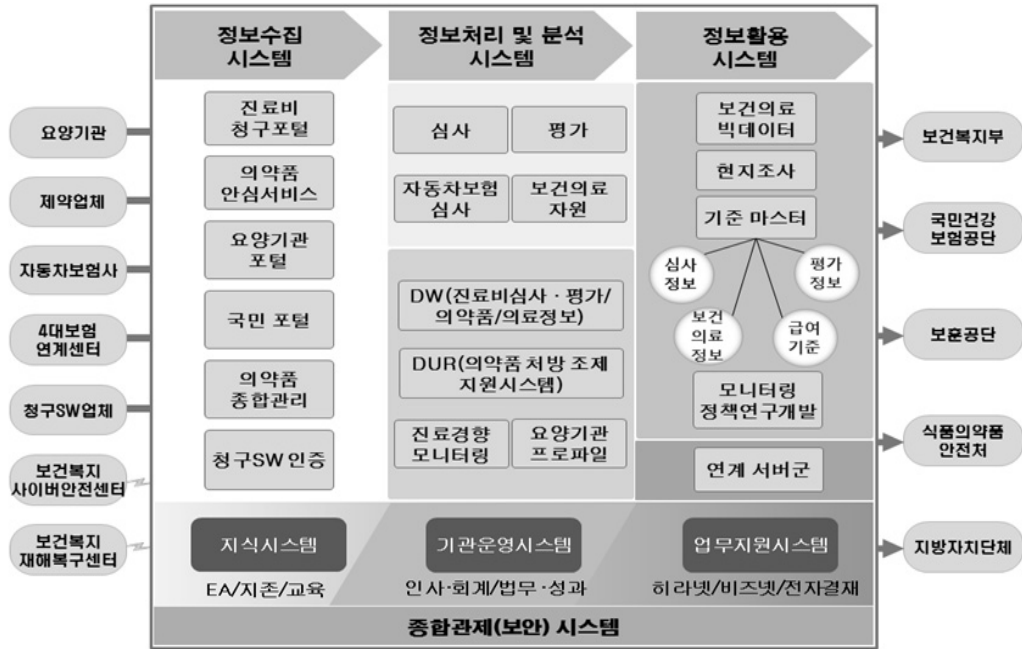 정보수집
시스템
정보처리 및 분석
시스템
정보활용
시스템
요양기관
제약업체
자동차보험사
4대보험
연계센터
청구SW업체
보건복지
사이버안전센터
보건복지
재해복구센터
진료비
청구포털
의약품
안심서비스
요양기관
포털
국민 포털
의약품
종합관리
청구SW 인증
심사
평가
자동차보험
심사
보건의료
자원
DW(진료비심사·평가/
의약품/의료정보)
DUR(의약품 처방 조제
지원시스템)
진료경향
모니터링
요양기관
프로파일
보건의료
빅데이터
현지조사
기준 마스터
심사
정보
평가
정보
보건
의료
정보
급여
기준
모니터링
정책연구개발
연계 서버군
보건복지부
국민건강
보험공단
보훈공단
식품의약품
안전처
지방자치단체
지식시스템
EA/지존/교육
기관운영시스템
인사·회계/법무·성과
업무지원시스템
히라넷/비즈넷/전자결재
종합관제(보안) 시스템